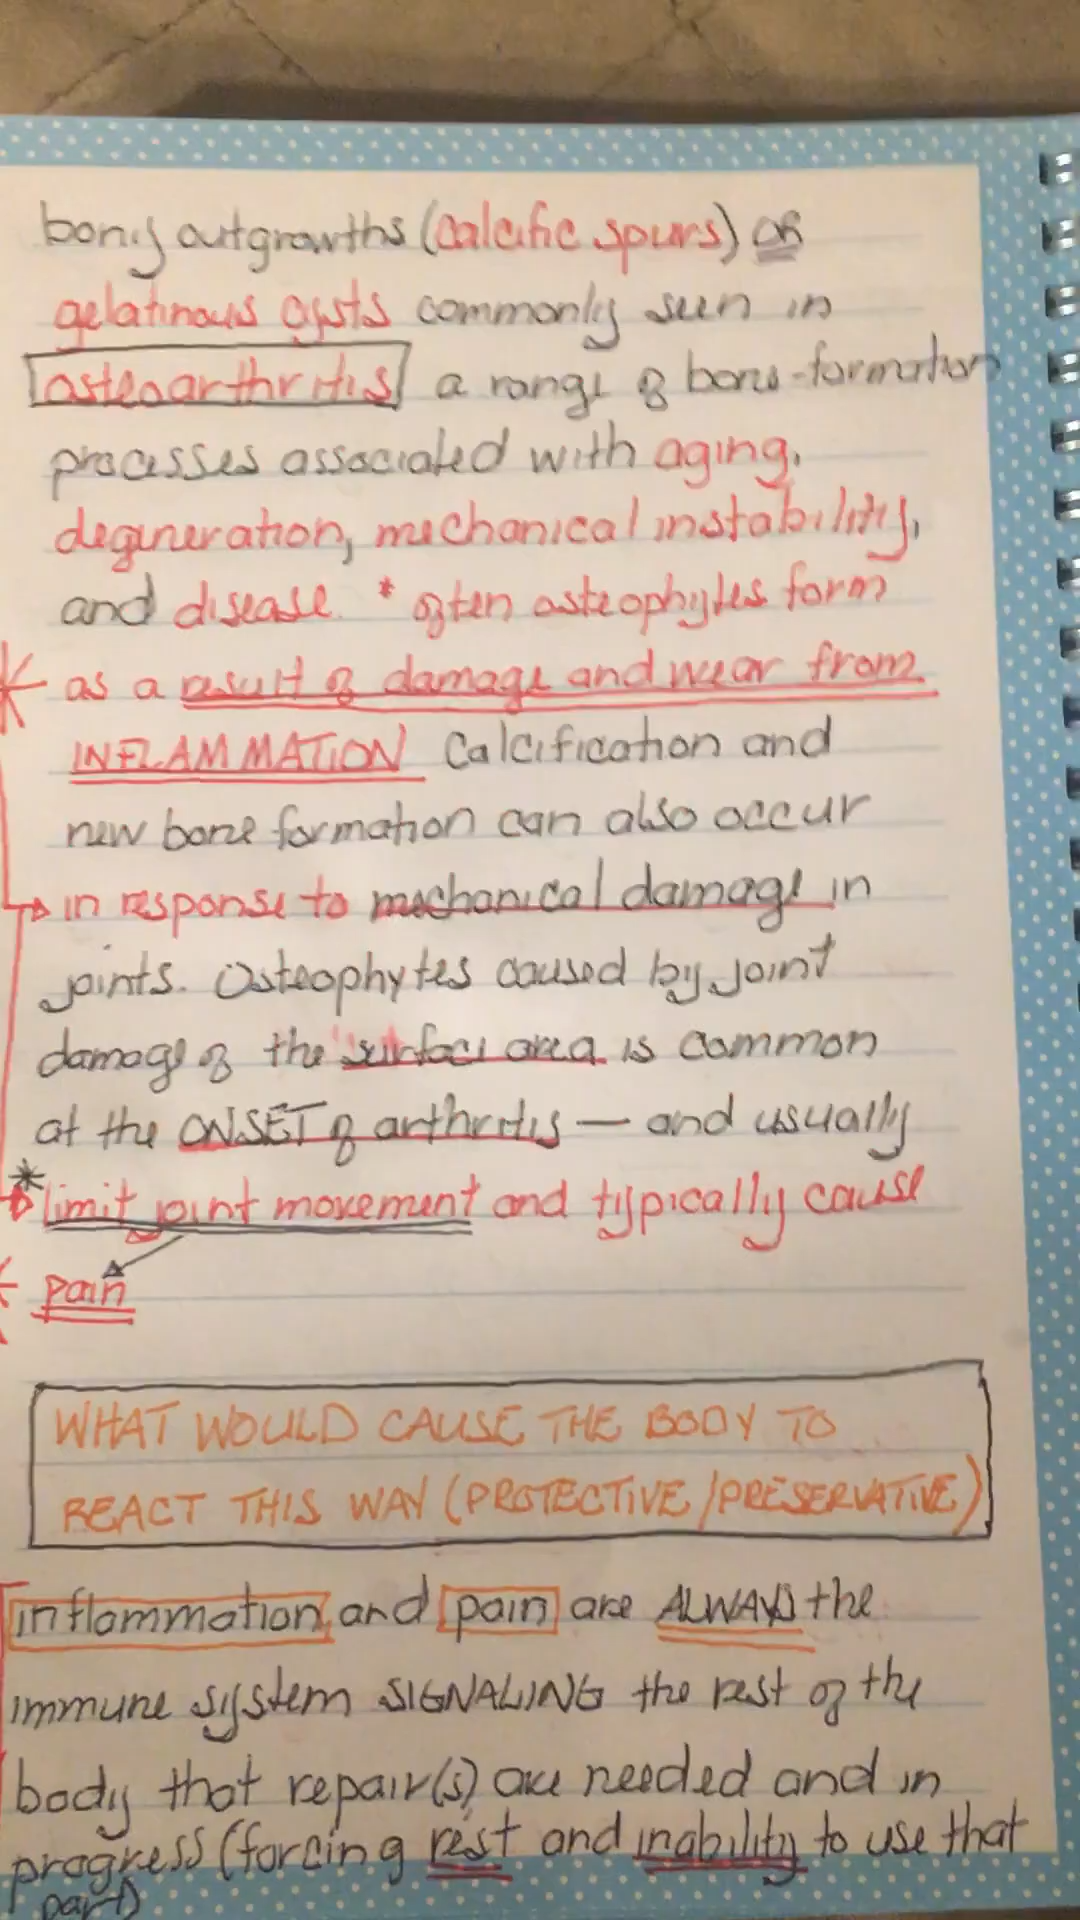 bony outgrowths (calcific spurs) OR
gelatinous cysts commonly seen in
osteoarthritis a range of bone-formation
processes associated with aging,
degeneration, mechanical instability,
and disease. * often osteophytes form
* as a result of damage and wear from
INFLAMMATION Calcification and
new bone formation can also occur
in response to mechanical damage in
joints. Osteophytes caused by joint
damage of the surface area is common
at the ONSET of arthritis — and usually
* limit joint movement and typically cause
* pain
WHAT WOULD CAUSE THE BODY TO
REACT THIS WAY (PROTECTIVE/PRESERVATIVE)
inflammation and pain are ALWAYS the
immune system SIGNALING the rest of the
body that repair(s) are needed and in
progress (forcing rest and inability to use that
part)